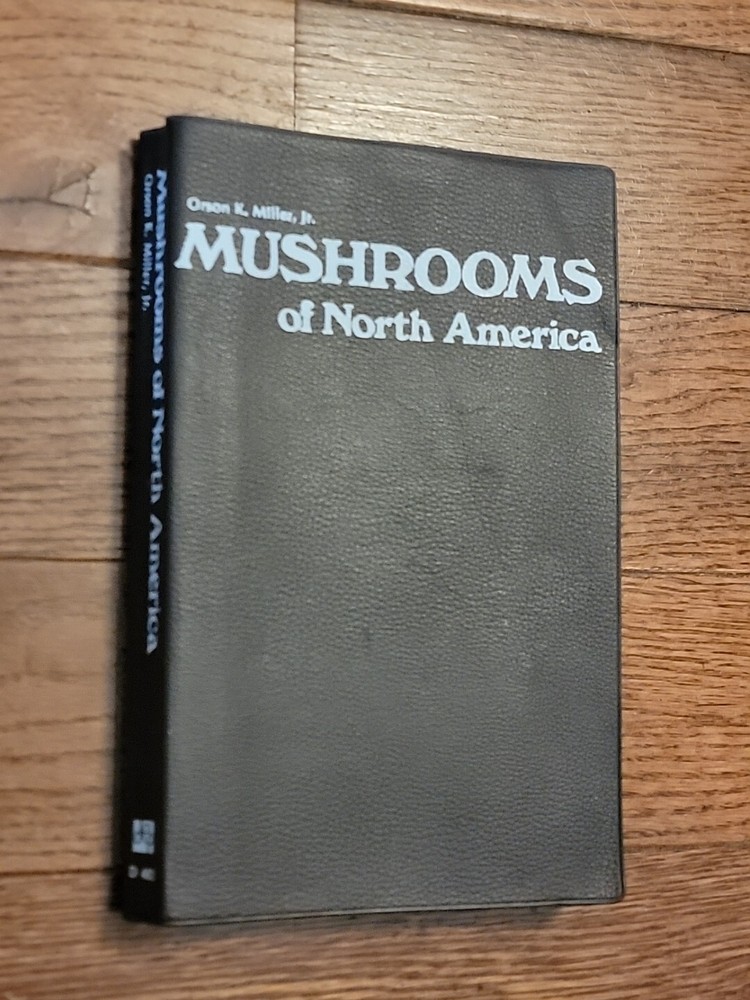 Orson K. Miller, Jr.
MUSHROOMS
of North America
Mushrooms of North America
Orson K. Miller, Jr.